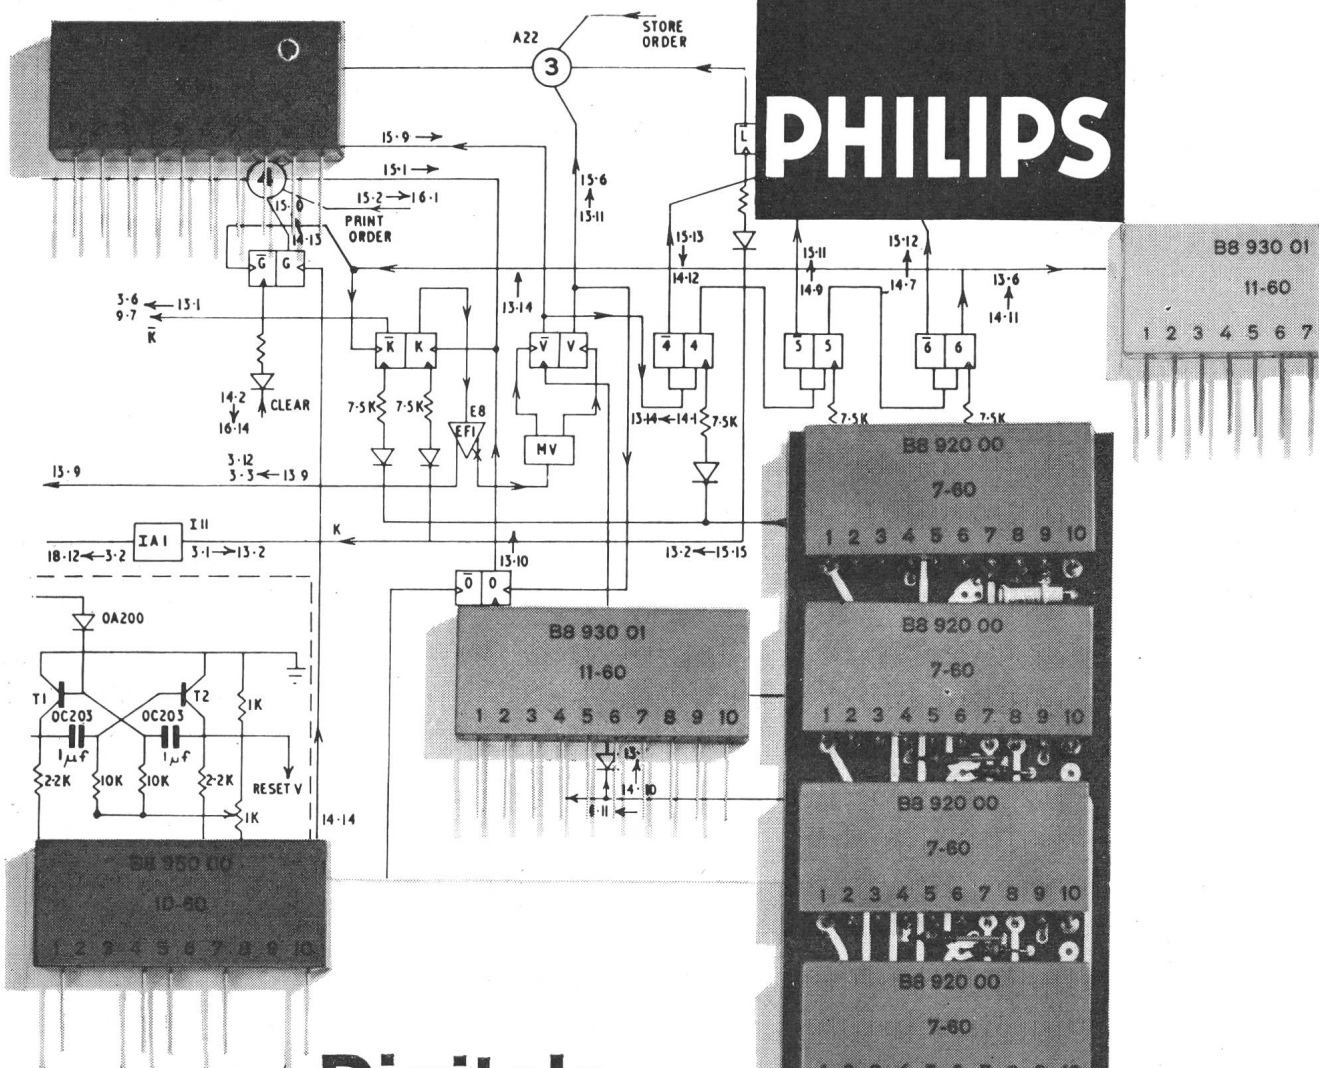 STORE
ORDER
A22
3
PHILIPS
L
15·9
15·1
4
15·2 16·1
PRINT
ORDER
14·13
15·6
13·11
15·13
14·12
15·11
14·9
15·12
14·7
13·6
14·11
B8 930 01
11-60
1 2 3 4 5 6 7
G̅ G
3·6 13·1
9·7
K̅
13·14
K̅ K
V̅ V
4̅ 4
5̅ 5
6̅ 6
14·2
16·14
CLEAR
7·5K 7·5K
E8
EF1
MV
13·14 14·1
7·5K
7·5K
7·5K
13·9
3·12
3·3 13·9
B8 920 00
7-60
1 2 3 4 5 6 7 8 9 10
I11
IA1
K
18·12 3·2
3·1 13·2
13·10
13·2 15·15
O̅ O
OA200
B8 930 01
11-60
1 2 3 4 5 6 7 8 9 10
B8 920 00
7-60
1 2 3 4 5 6 7 8 9 10
T1
T2
OC203 OC203
1K
1μf 1μf
2·2K 10K 10K 2·2K
RESET V
1K
14·14
14·10
B8 920 00
7-60
1 2 3 4 5 6 7 8 9 10
B8 950 00
10-60
1 2 3 4 5 6 7 8 9 10
B8 920 00
7-60